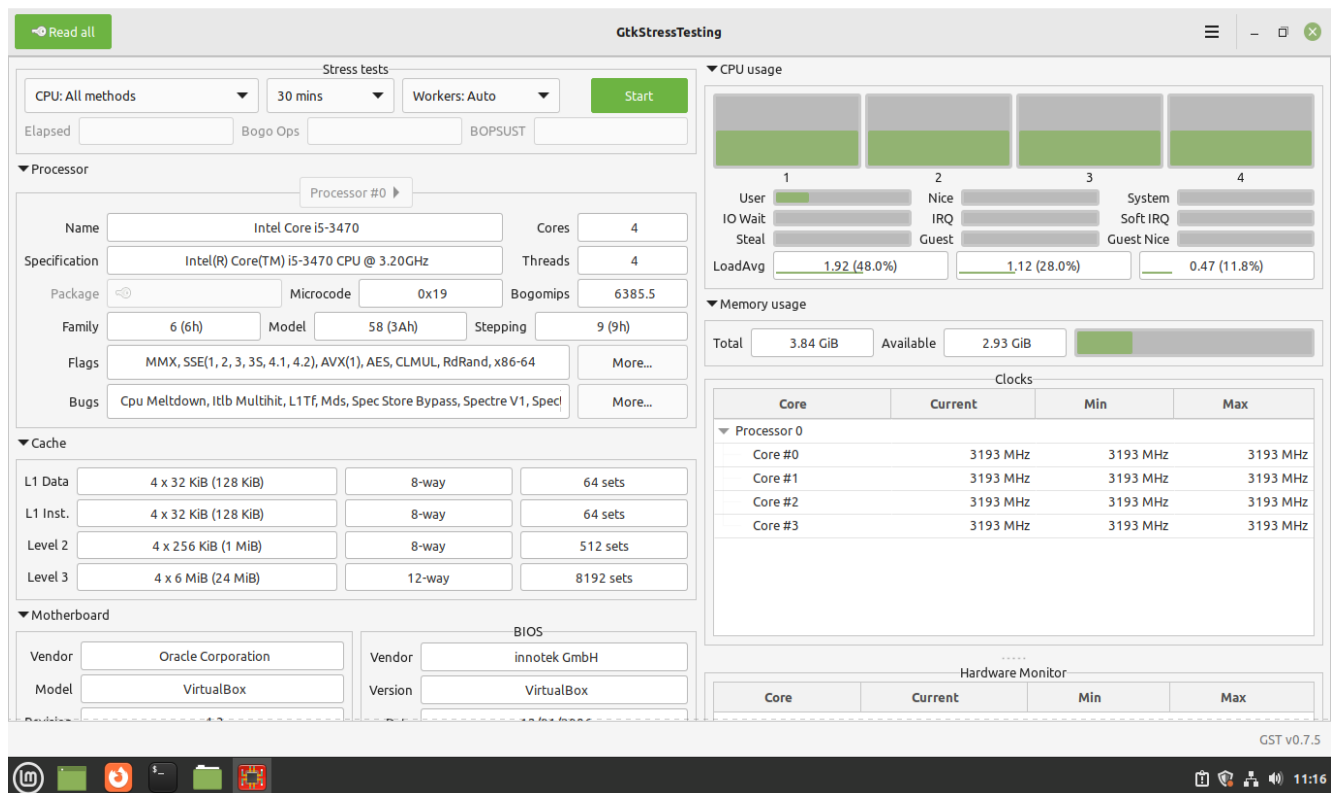 Read all
GtkStressTesting
Stress tests
CPU: All methods 30 mins Workers: Auto Start
Elapsed Bogo Ops BOPSUST
Processor
Processor #0
Name Intel Core i5-3470 Cores 4
Specification Intel(R) Core(TM) i5-3470 CPU @ 3.20GHz Threads 4
Package Microcode 0x19 Bogomips 6385.5
Family 6 (6h) Model 58 (3Ah) Stepping 9 (9h)
Flags MMX, SSE(1, 2, 3, 3S, 4.1, 4.2), AVX(1), AES, CLMUL, RdRand, x86-64 More...
Bugs Cpu Meltdown, Itlb Multihit, L1Tf, Mds, Spec Store Bypass, Spectre V1, Spect More...
Cache
L1 Data 4 x 32 KiB (128 KiB) 8-way 64 sets
L1 Inst. 4 x 32 KiB (128 KiB) 8-way 64 sets
Level 2 4 x 256 KiB (1 MiB) 8-way 512 sets
Level 3 4 x 6 MiB (24 MiB) 12-way 8192 sets
Motherboard
Vendor Oracle Corporation
Model VirtualBox
BIOS
Vendor innotek GmbH
Version VirtualBox
CPU usage
1 2 3 4
User Nice System
IO Wait IRQ Soft IRQ
Steal Guest Guest Nice
LoadAvg 1.92 (48.0%) 1.12 (28.0%) 0.47 (11.8%)
Memory usage
Total 3.84 GiB Available 2.93 GiB
Clocks
Core Current Min Max
Processor 0
Core #0 3193 MHz 3193 MHz 3193 MHz
Core #1 3193 MHz 3193 MHz 3193 MHz
Core #2 3193 MHz 3193 MHz 3193 MHz
Core #3 3193 MHz 3193 MHz 3193 MHz
Hardware Monitor
Core Current Min Max
GST v0.7.5
11:16